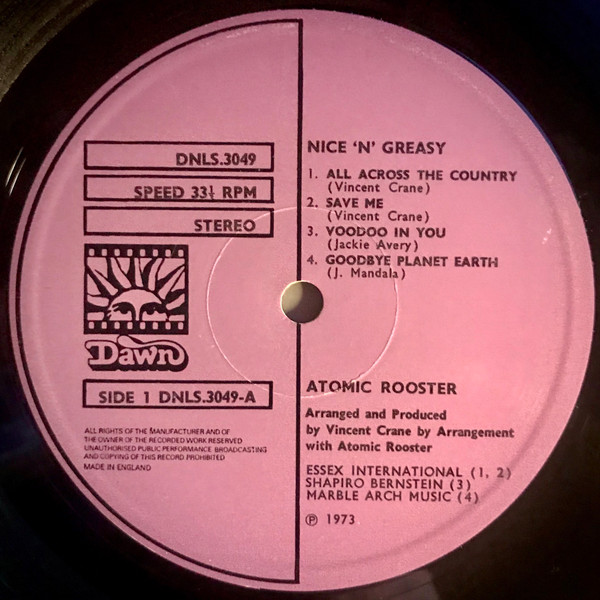 DNLS.3049
SPEED 33⅓ RPM
STEREO
Dawn
SIDE 1 DNLS.3049-A
ALL RIGHTS OF THE MANUFACTURER AND OF
THE OWNER OF THE RECORDED WORK RESERVED
UNAUTHORISED PUBLIC PERFORMANCE BROADCASTING
AND COPYING OF THIS RECORD PROHIBITED
MADE IN ENGLAND
NICE ‘N’ GREASY
1. ALL ACROSS THE COUNTRY
(Vincent Crane)
2. SAVE ME
(Vincent Crane)
3. VOODOO IN YOU
(Jackie Avery)
4. GOODBYE PLANET EARTH
(J. Mandala)
ATOMIC ROOSTER
Arranged and Produced
by Vincent Crane by Arrangement
with Atomic Rooster
ESSEX INTERNATIONAL (1, 2)
SHAPIRO BERNSTEIN (3)
MARBLE ARCH MUSIC (4)
℗ 1973